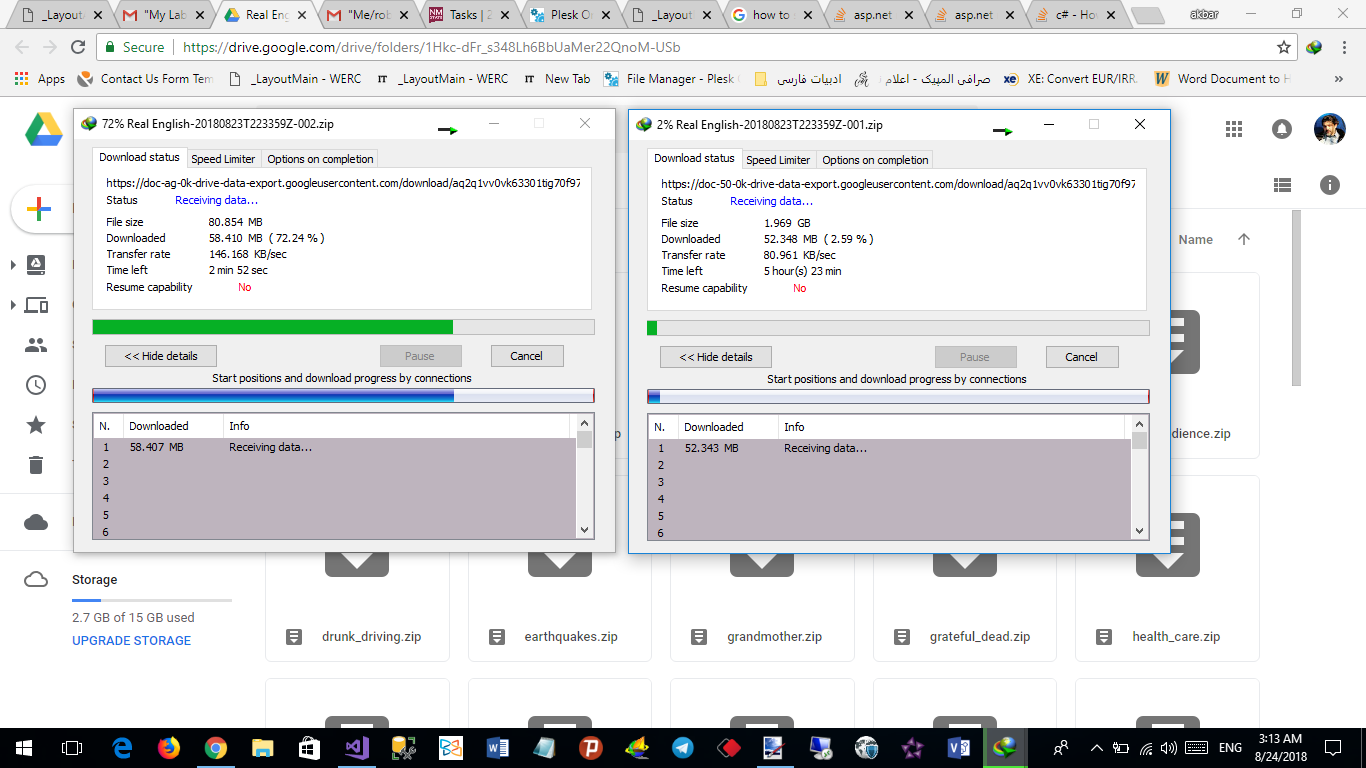 _Layout
"My Lab
Real Eng
"Me/rob
Tasks | 2
Plesk On
_Layout
how to
asp.net
asp.net
c# - Ho
akbar
Secure
https://drive.google.com/drive/folders/1Hkc-dFr_s348Lh6BbUaMer22QnoM-USb
Apps
Contact Us Form Tem
_LayoutMain - WERC
IT _LayoutMain - WERC
IT New Tab
File Manager - Plesk
ادبیات فارسی
صرافی المپیک - اعلام
XE: Convert EUR/IRR.
Word Document to H
»
72% Real English-20180823T223359Z-002.zip
Download status
Speed Limiter
Options on completion
https://doc-ag-0k-drive-data-export.googleusercontent.com/download/aq2q1vv0vk63301tig70f97
Status Receiving data...
File size 80.854 MB
Downloaded 58.410 MB ( 72.24 % )
Transfer rate 146.168 KB/sec
Time left 2 min 52 sec
Resume capability No
<< Hide details
Pause
Cancel
Start positions and download progress by connections
N. Downloaded Info
1 58.407 MB Receiving data...
2
3
4
5
6
2% Real English-20180823T223359Z-001.zip
Download status
Speed Limiter
Options on completion
https://doc-50-0k-drive-data-export.googleusercontent.com/download/aq2q1vv0vk63301tig70f97
Status Receiving data...
File size 1.969 GB
Downloaded 52.348 MB ( 2.59 % )
Transfer rate 80.961 KB/sec
Time left 5 hour(s) 23 min
Resume capability No
<< Hide details
Pause
Cancel
Start positions and download progress by connections
N. Downloaded Info
1 52.343 MB Receiving data...
2
3
4
5
6
Name
dience.zip
Storage
2.7 GB of 15 GB used
UPGRADE STORAGE
drunk_driving.zip
earthquakes.zip
grandmother.zip
grateful_dead.zip
health_care.zip
ENG
3:13 AM
8/24/2018